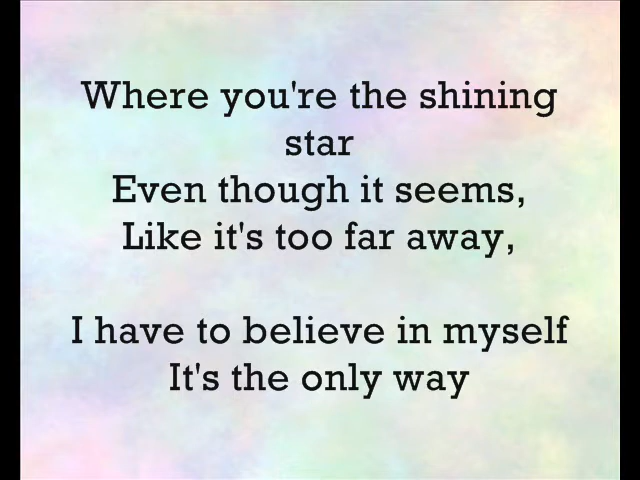 Where you're the shining
star
Even though it seems,
Like it's too far away,
I have to believe in myself
It's the only way